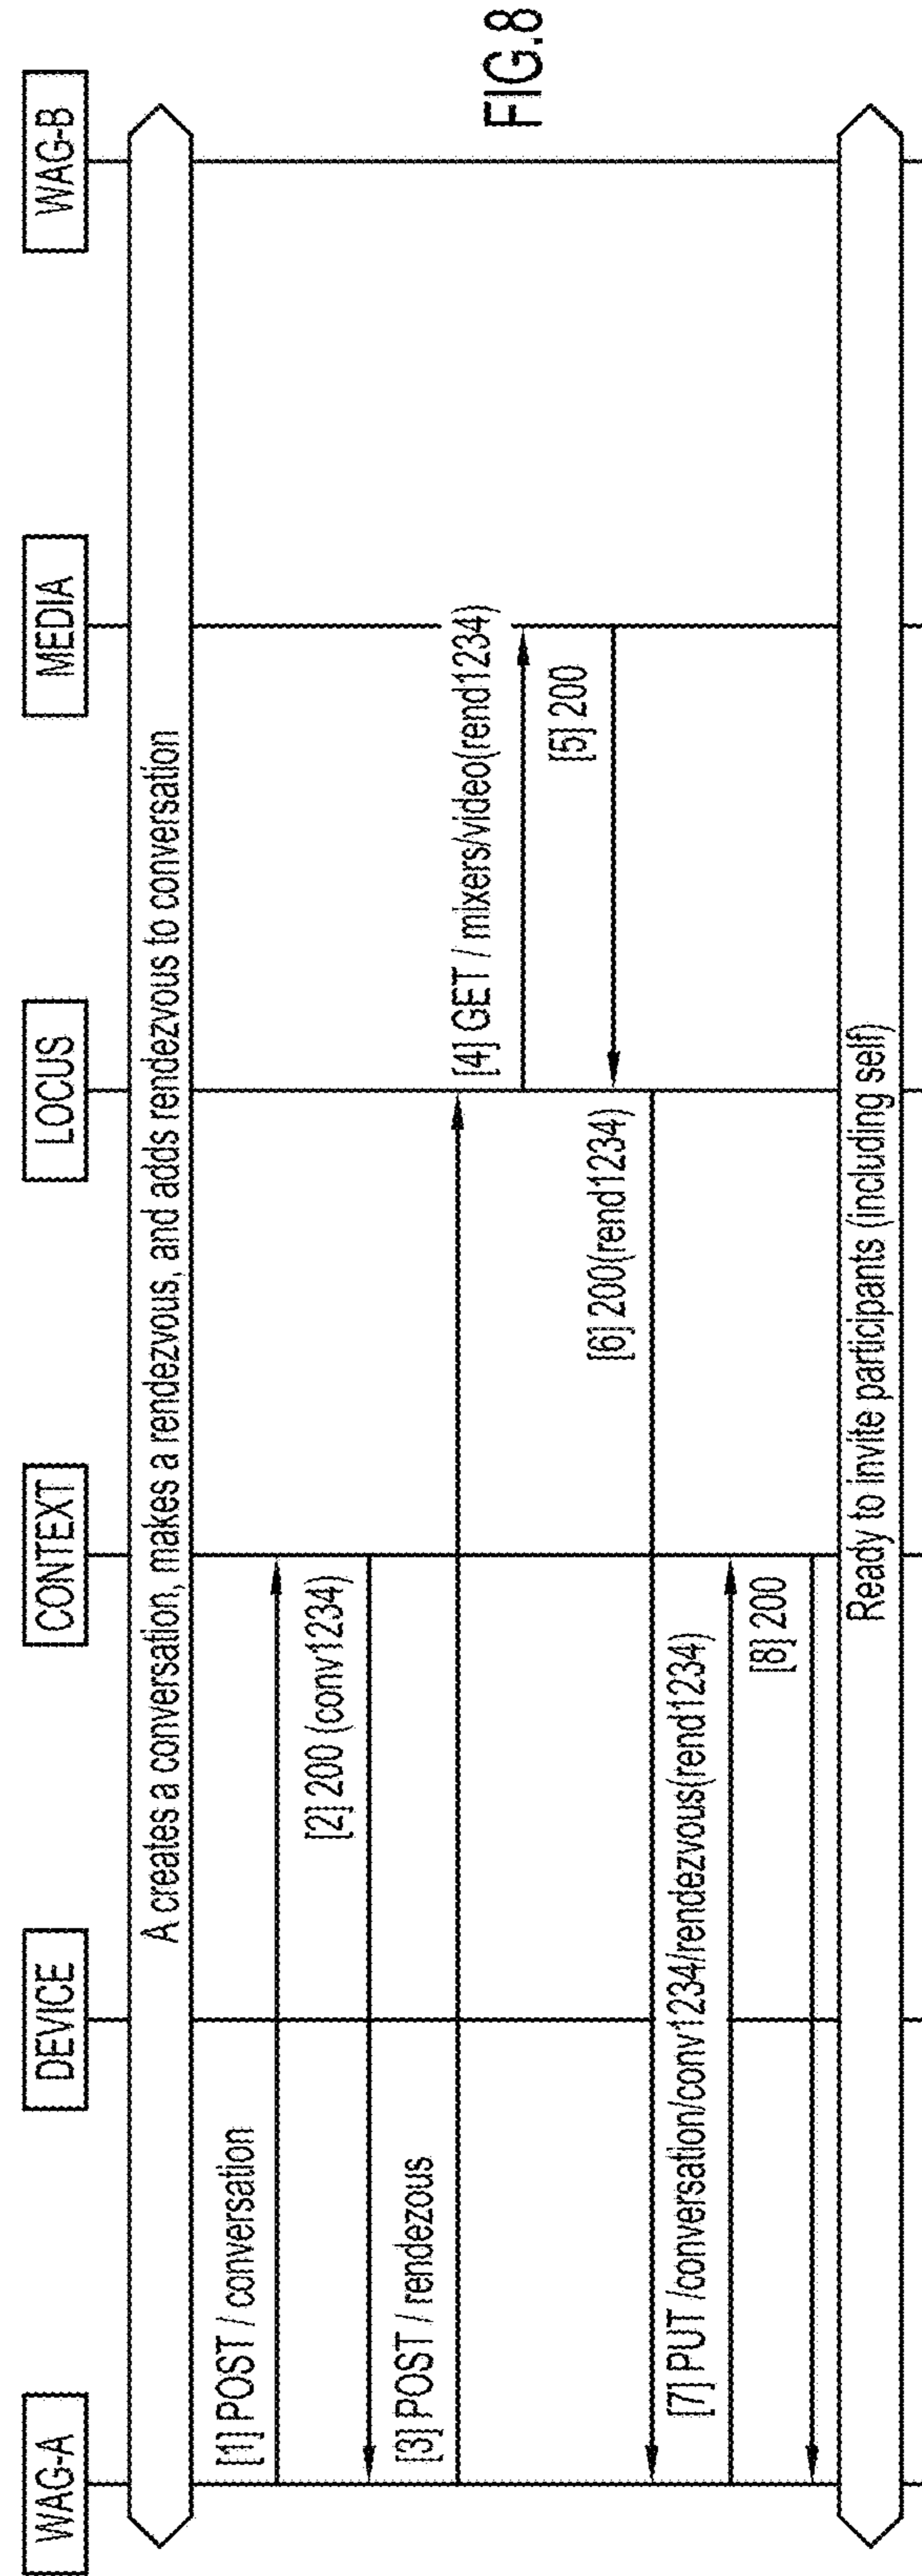 WAG-A
DEVICE
CONTEXT
LOCUS
MEDIA
WAG-B
A creates a conversation, makes a rendezvous, and adds rendezvous to conversation
[1] POST / conversation
[2] 200 (conv1234)
[3] POST / rendezous
[4] GET / mixers/video(rend1234)
[5] 200
[6] 200(rend1234)
[7] PUT /conversation/conv1234/rendezvous(rend1234)
[8] 200
Ready to invite participants (including self)
FIG.8